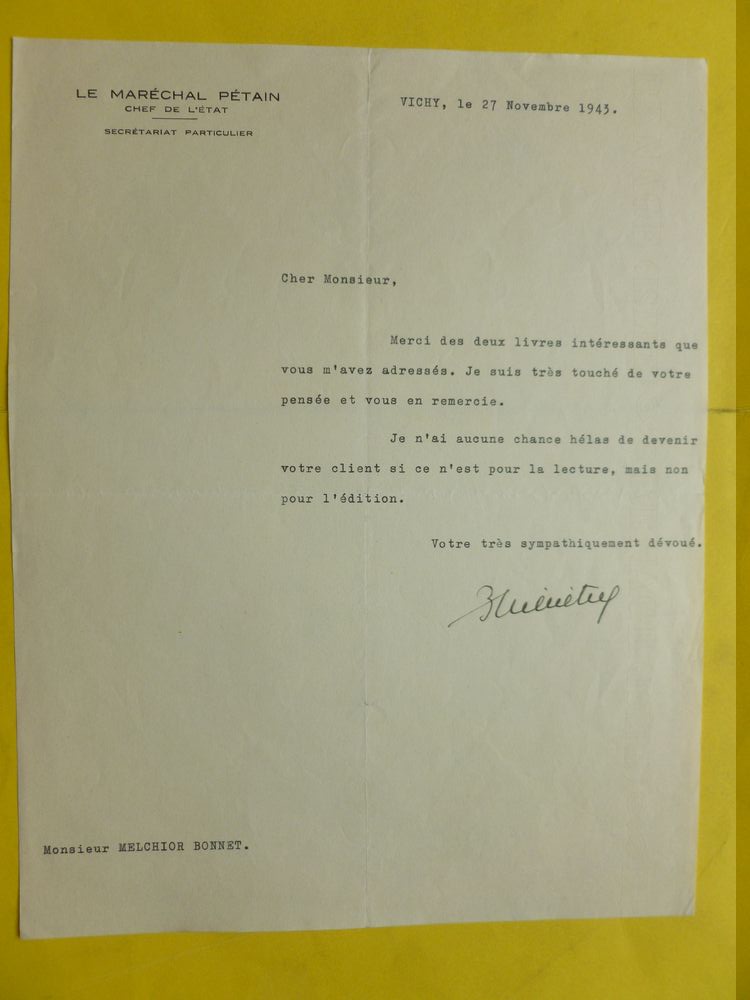 LE MARÉCHAL PÉTAIN
CHEF DE L'ÉTAT
SECRÉTARIAT PARTICULIER
VICHY, le 27 Novembre 1943.
Cher Monsieur,
Merci des deux livres intéressants que
vous m'avez adressés. Je suis très touché de votre
pensée et vous en remercie.
Je n'ai aucune chance hélas de devenir
votre client si ce n'est pour la lecture, mais non
pour l'édition.
Votre très sympathiquement dévoué.
BMénétrel
Monsieur MELCHIOR BONNET.